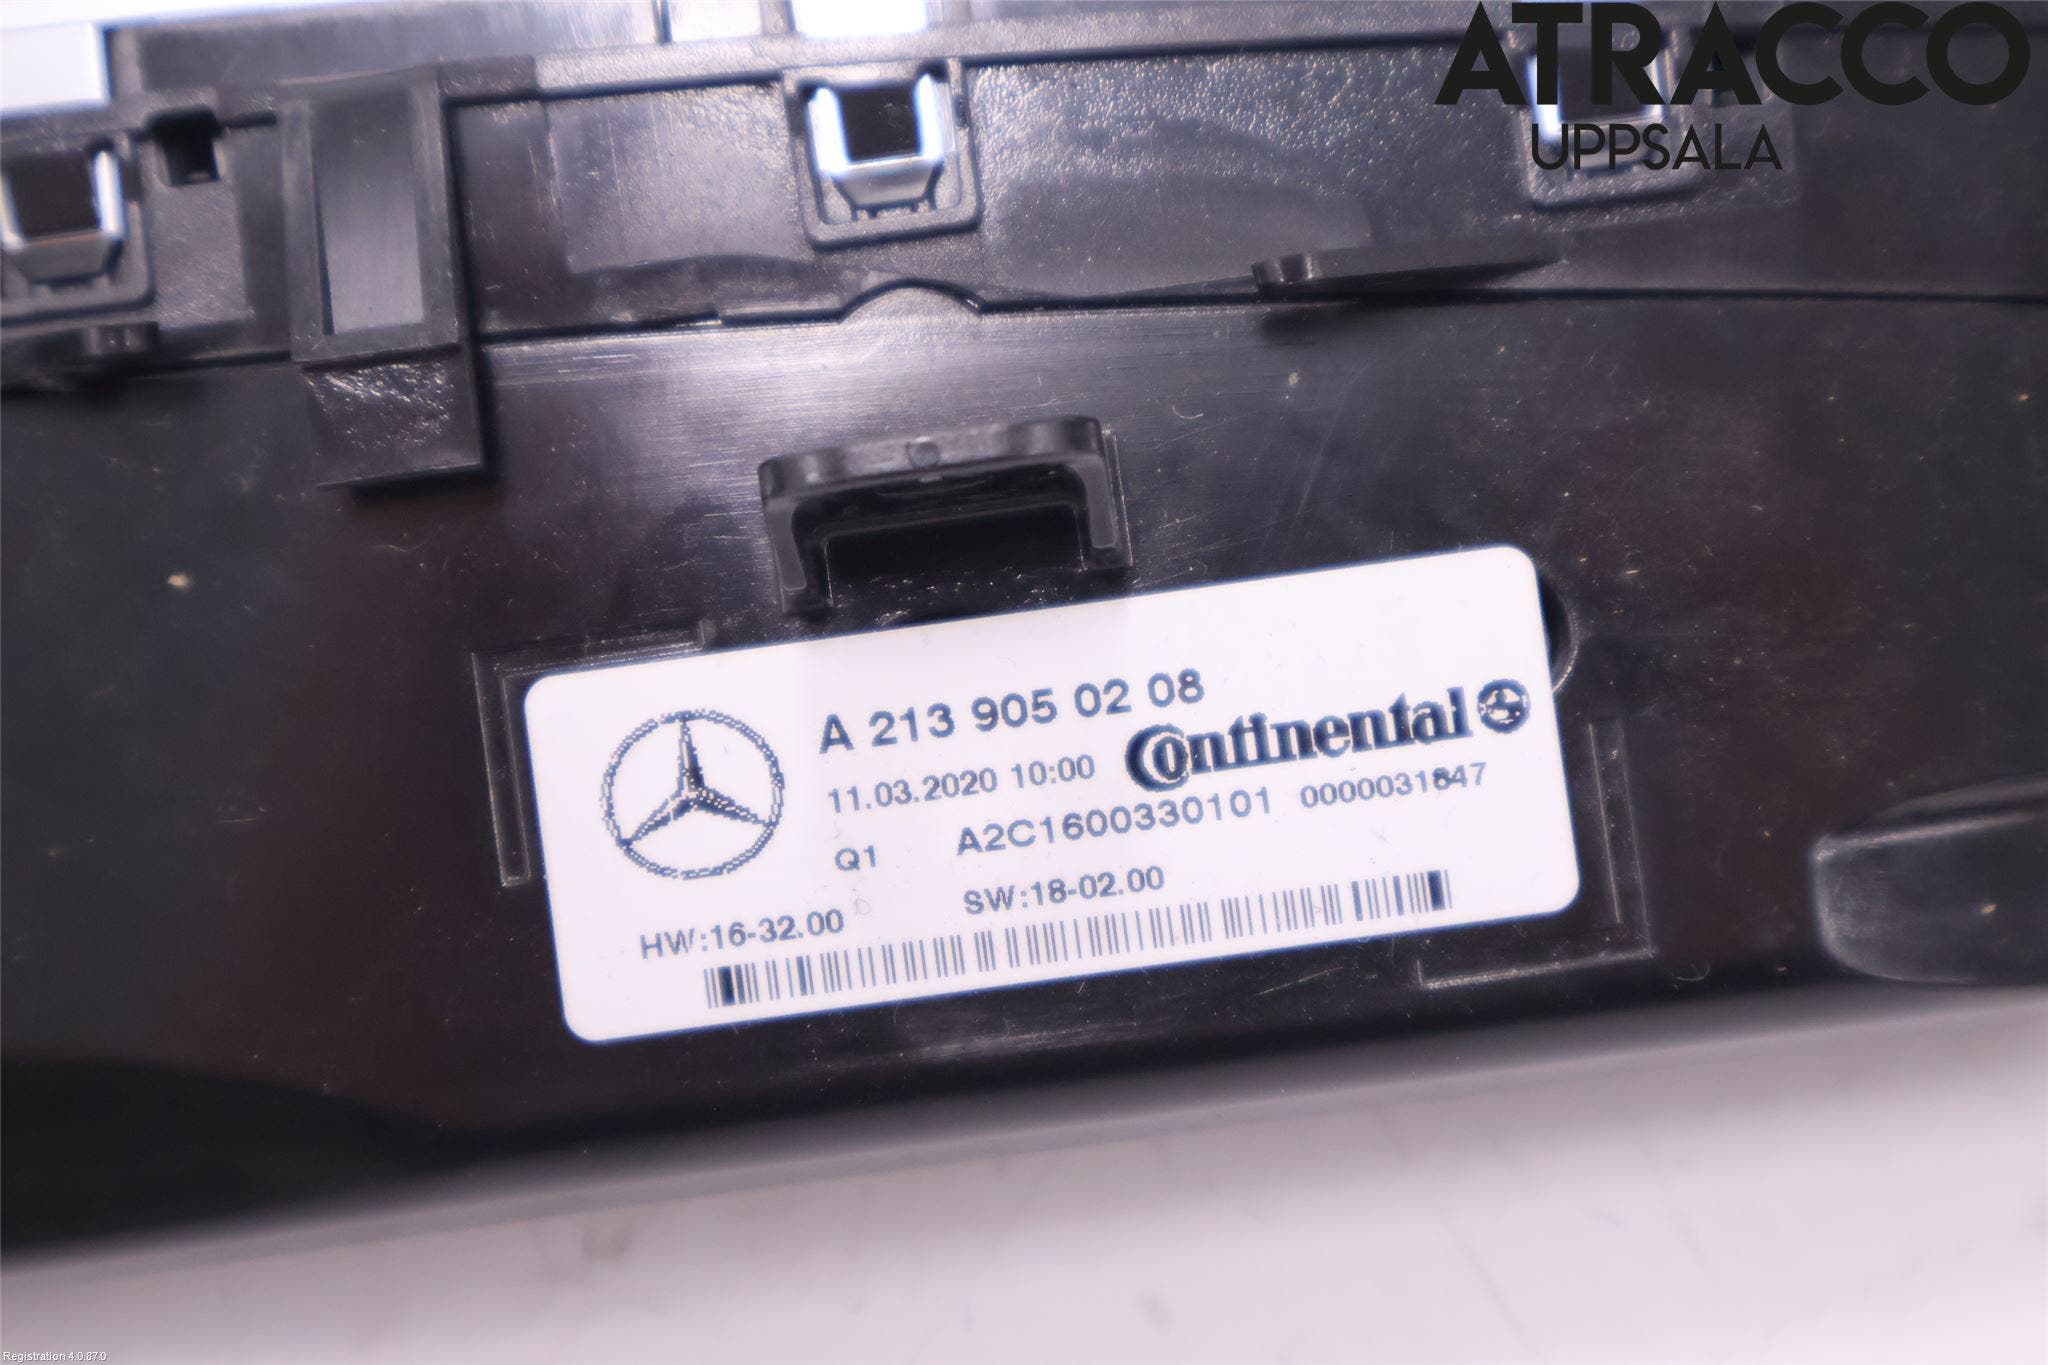 ATRACCO
UPPSALA
A 213 905 02 08
11.03.2020 10:00 Continental
Q1 A2C1600330101 0000031847
HW:16-32.00 SW:18-02.00
Registration 4.0.87.0